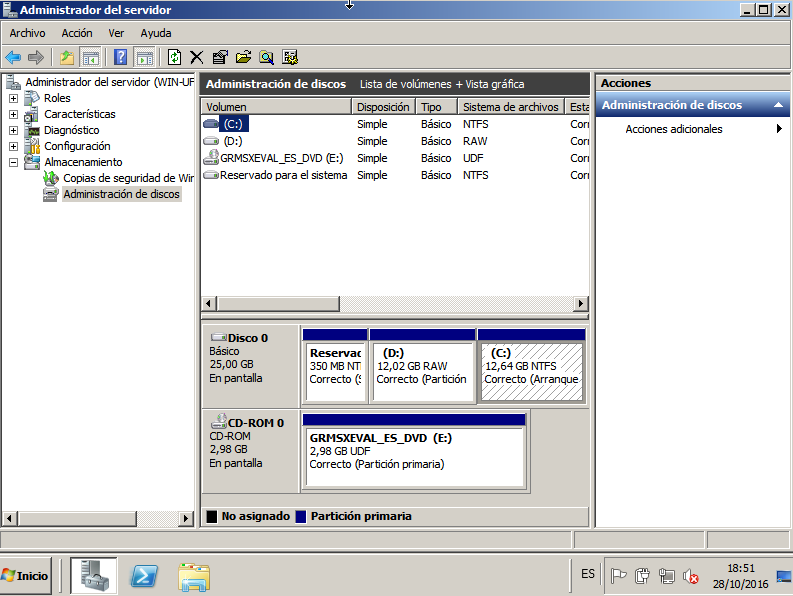 Administrador del servidor
Archivo Acción Ver Ayuda
Administrador del servidor (WIN-UF
Roles
Características
Diagnóstico
Configuración
Almacenamiento
Copias de seguridad de Wir
Administración de discos
Administración de discos Lista de volúmenes + Vista gráfica
Volumen Disposición Tipo Sistema de archivos Esta
(C:) Simple Básico NTFS Corr
(D:) Simple Básico RAW Corr
GRMSXEVAL_ES_DVD (E:) Simple Básico UDF Corr
Reservado para el sistema Simple Básico NTFS Corr
Disco 0
Básico
25,00 GB
En pantalla
Reservac
350 MB NTI
Correcto (S
(D:)
12,02 GB RAW
Correcto (Partición
(C:)
12,64 GB NTFS
Correcto (Arranque
CD-ROM 0
CD-ROM
2,98 GB
En pantalla
GRMSXEVAL_ES_DVD (E:)
2,98 GB UDF
Correcto (Partición primaria)
No asignado Partición primaria
Acciones
Administración de discos
Acciones adicionales
Inicio
ES
18:51
28/10/2016